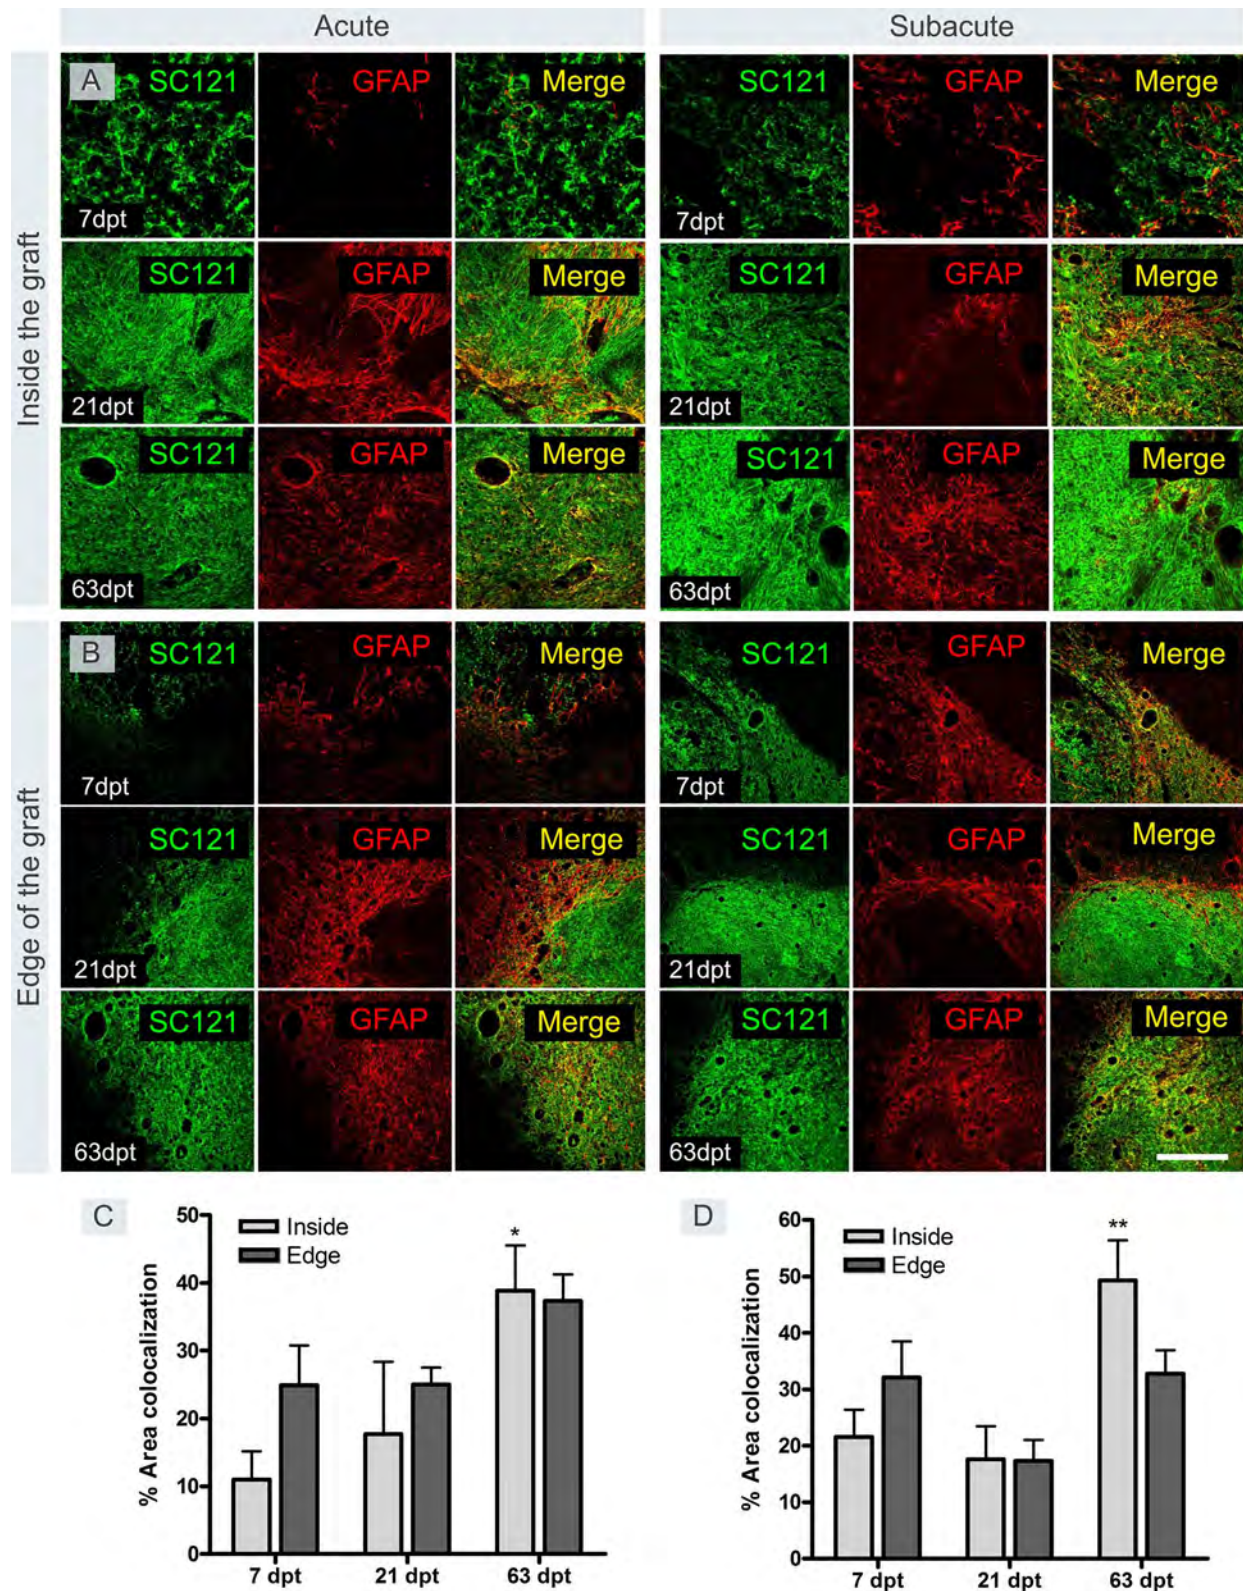 Acute
Subacute
Inside the graft
A
SC121
GFAP
Merge
7dpt
SC121
GFAP
Merge
7dpt
SC121
GFAP
Merge
21dpt
SC121
GFAP
Merge
21dpt
SC121
GFAP
Merge
63dpt
SC121
GFAP
Merge
63dpt
Edge of the graft
B
SC121
GFAP
Merge
7dpt
SC121
GFAP
Merge
7dpt
SC121
GFAP
Merge
21dpt
SC121
GFAP
Merge
21dpt
SC121
GFAP
Merge
63dpt
SC121
GFAP
Merge
63dpt
C
% Area colocalization
50
40
30
20
10
0
Inside
Edge
*
7 dpt
21 dpt
63 dpt
D
% Area colocalization
60
50
40
30
20
10
0
Inside
Edge
**
7 dpt
21 dpt
63 dpt